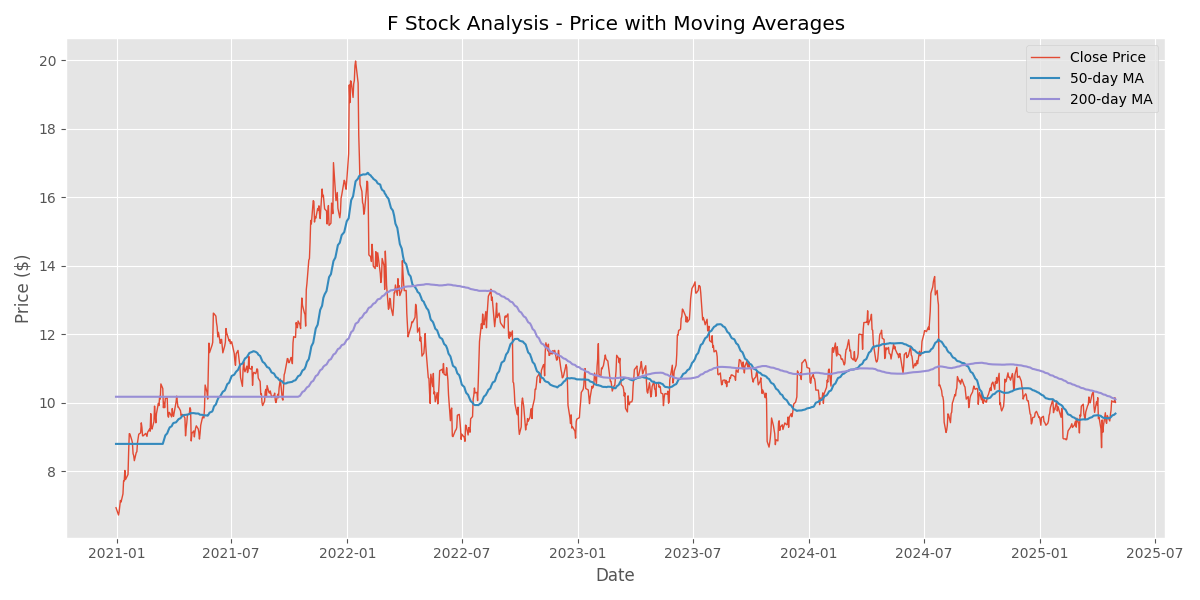 F Stock Analysis - Price with Moving Averages
Close Price
50-day MA
200-day MA
Price ($)
20
18
16
14
12
10
8
2021-01 2021-07 2022-01 2022-07 2023-01 2023-07 2024-01 2024-07 2025-01 2025-07
Date